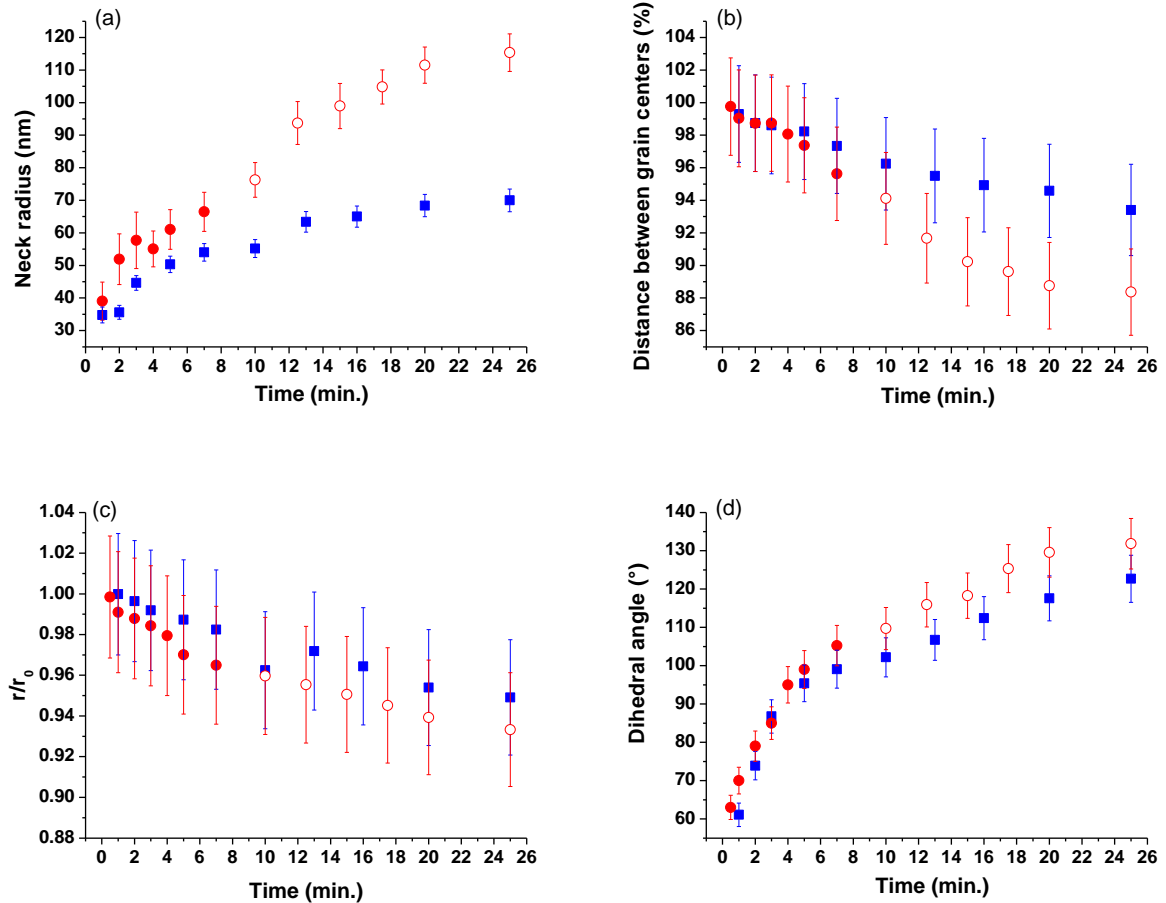 (a)
120
110
100
90
80
70
60
50
40
30
Neck radius (nm)
0 2 4 6 8 10 12 14 16 18 20 22 24 26
Time (min.)
(b)
104
102
100
98
96
94
92
90
88
86
Distance between grain centers (%)
0 2 4 6 8 10 12 14 16 18 20 22 24 26
Time (min.)
(c)
1.04
1.02
1.00
0.98
0.96
0.94
0.92
0.90
0.88
r/r0
0 2 4 6 8 10 12 14 16 18 20 22 24 26
Time (min.)
(d)
140
130
120
110
100
90
80
70
60
Dihedral angle (°)
0 2 4 6 8 10 12 14 16 18 20 22 24 26
Time (min.)